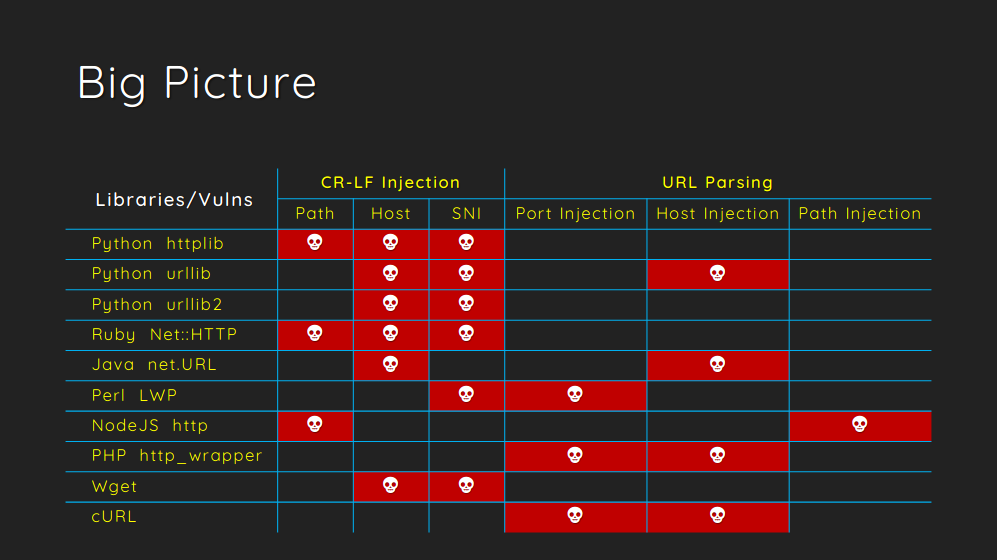 Big Picture
CR-LF Injection URL Parsing
Libraries/Vulns
Path Host SNI Port Injection Host Injection Path Injection
Python httplib
Python urllib
Python urllib2
Ruby Net::HTTP
Java net.URL
Perl LWP
NodeJS http
PHP http_wrapper
Wget
cURL